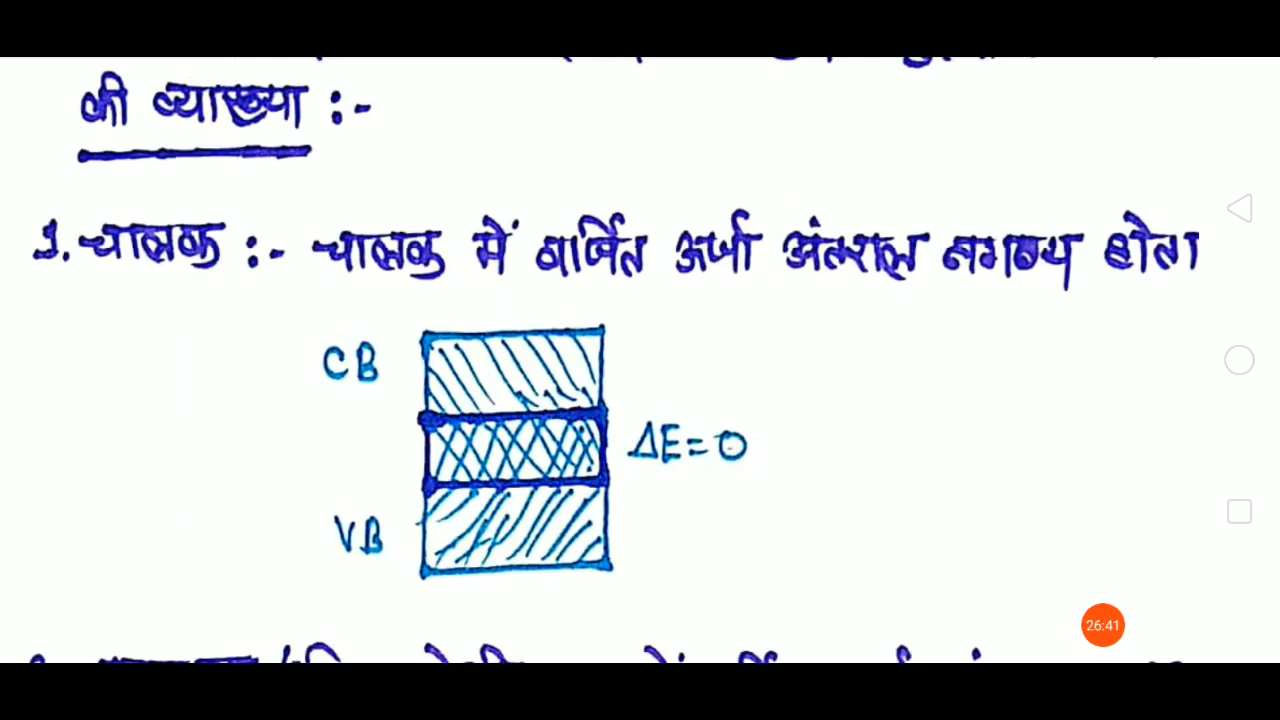 की व्याख्या :-
1. चालक :- चालक में वर्जित ऊर्जा अंतराल नगण्य होता
CB
ΔE = 0
VB
26:41